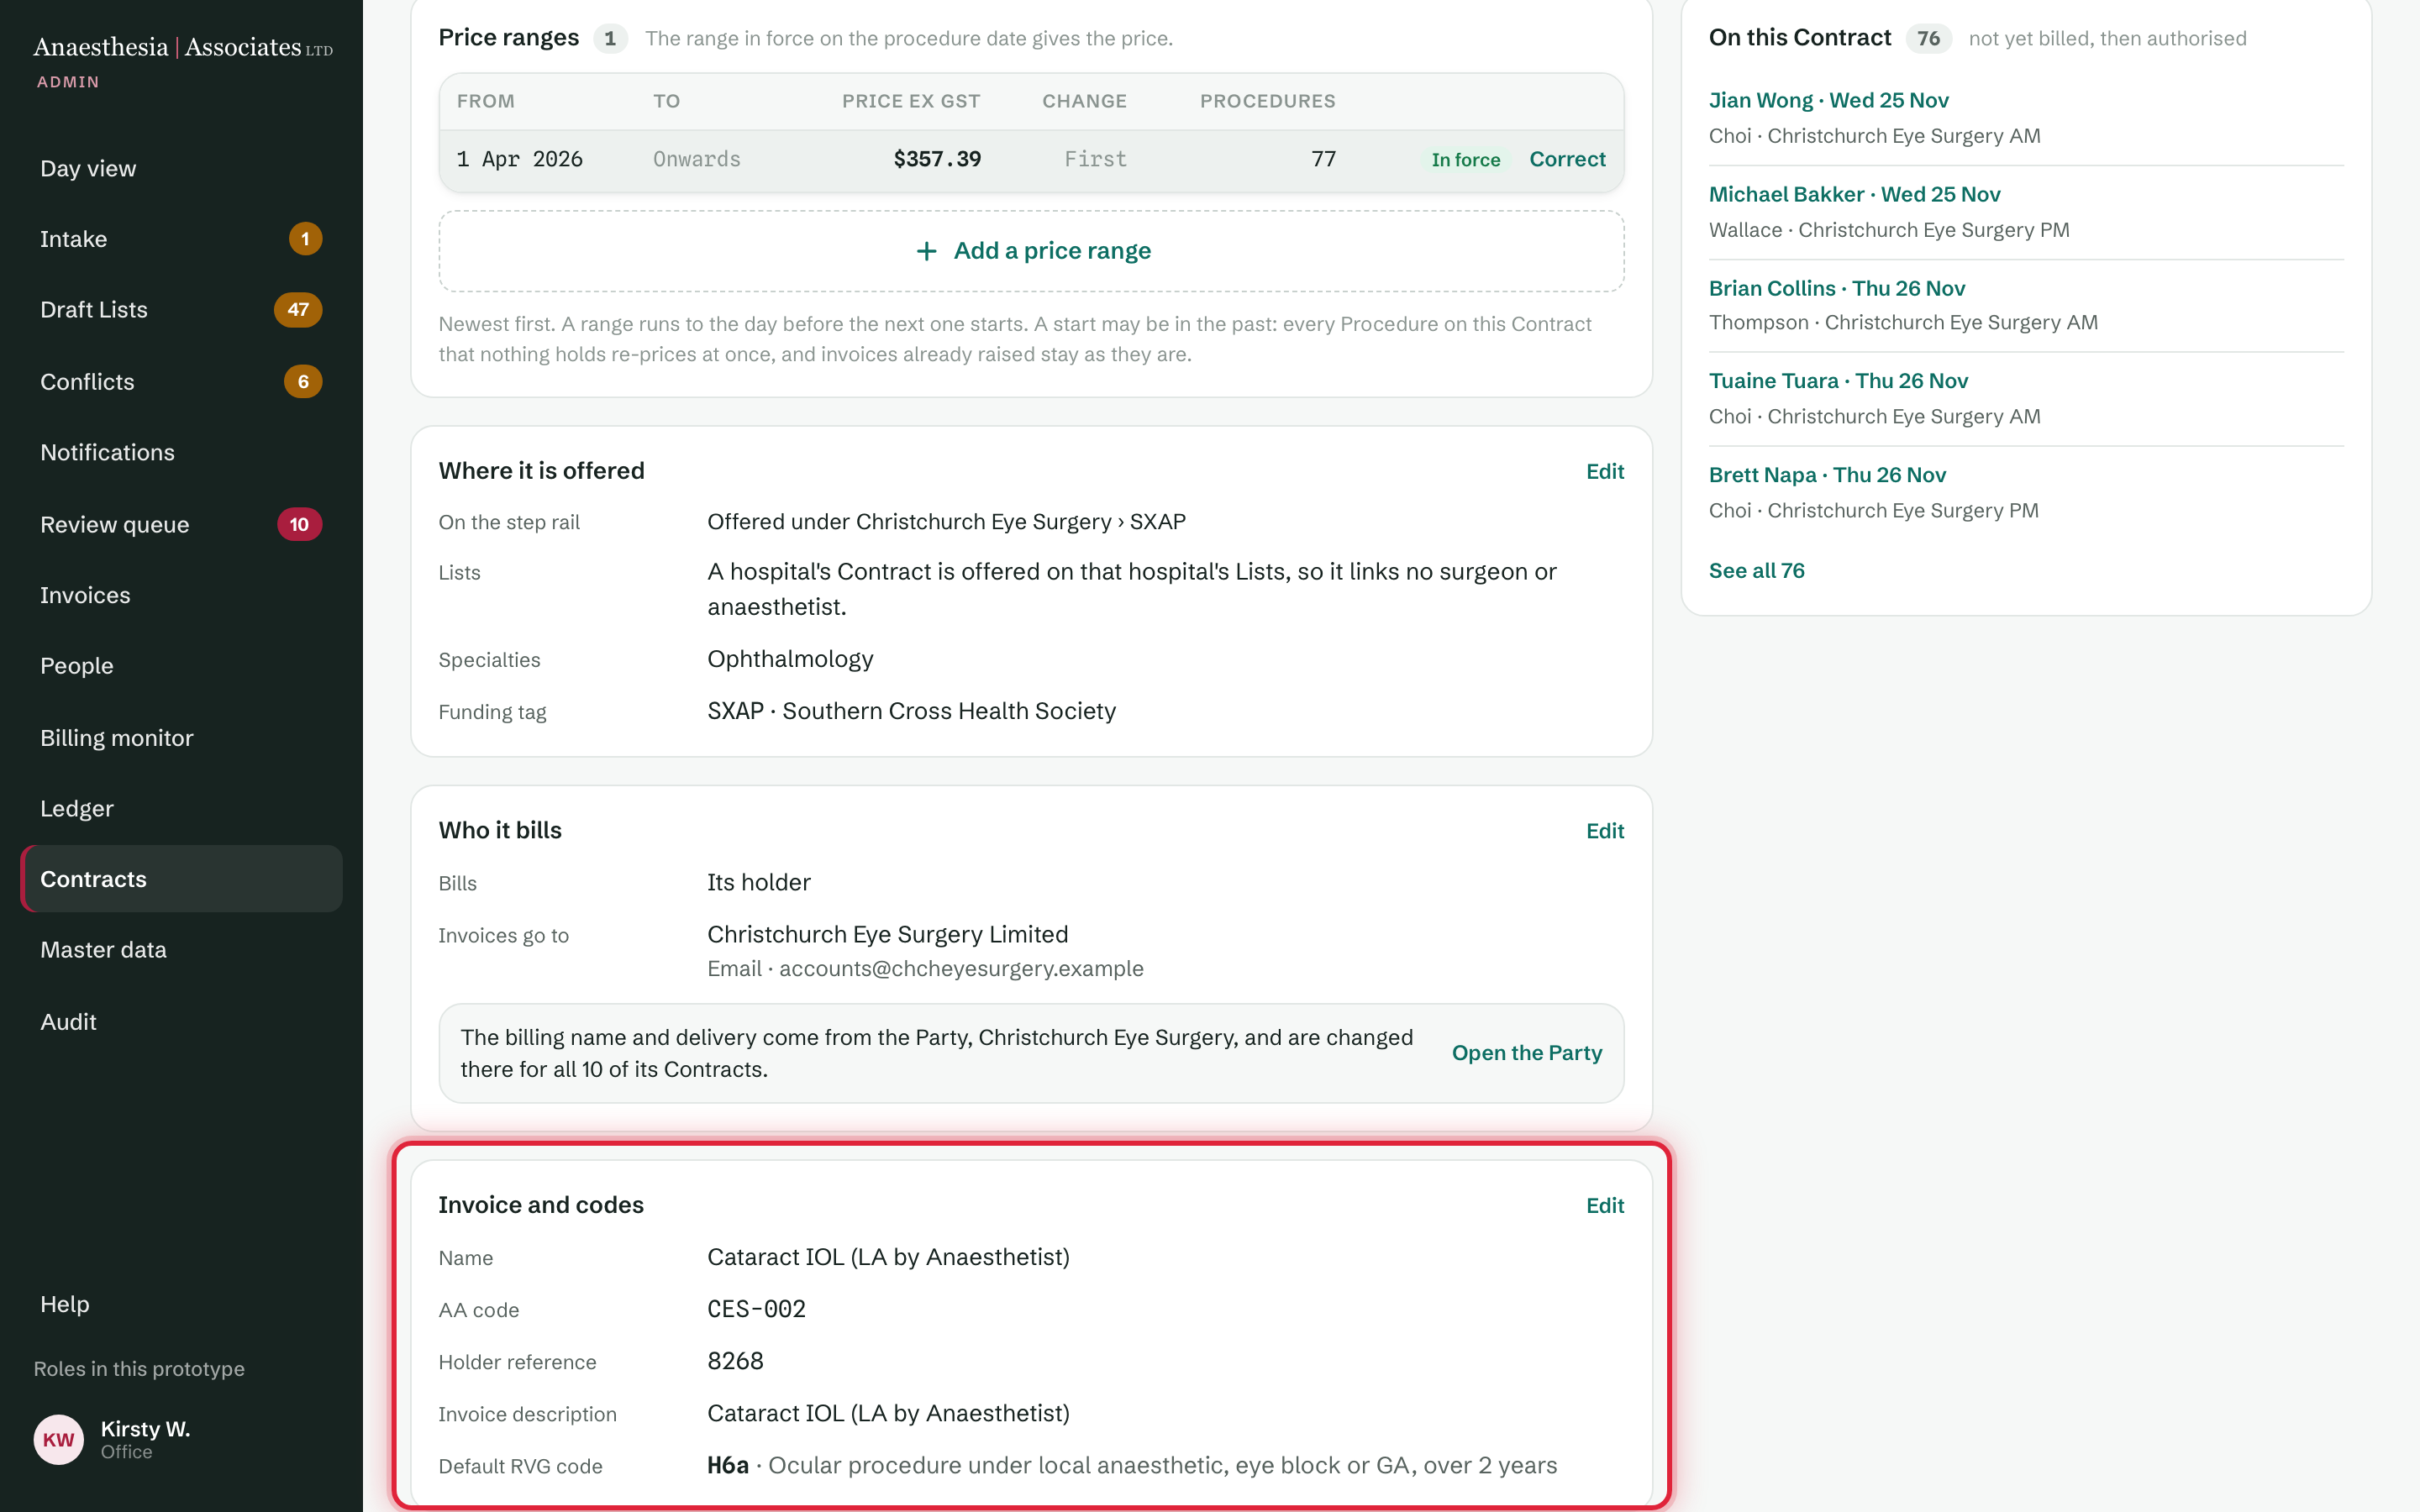 Anaesthesia | Associates LTD
ADMIN
Day view
Intake 1
Draft Lists 47
Conflicts 6
Notifications
Review queue 10
Invoices
People
Billing monitor
Ledger
Contracts
Master data
Audit
Help
Roles in this prototype
KW Kirsty W.
Office
Price ranges 1 The range in force on the procedure date gives the price.
FROM TO PRICE EX GST CHANGE PROCEDURES
1 Apr 2026 Onwards $357.39 First 77 In force Correct
+ Add a price range
Newest first. A range runs to the day before the next one starts. A start may be in the past: every Procedure on this Contract
that nothing holds re-prices at once, and invoices already raised stay as they are.
Where it is offered Edit
On the step rail Offered under Christchurch Eye Surgery › SXAP
Lists A hospital's Contract is offered on that hospital's Lists, so it links no surgeon or
anaesthetist.
Specialties Ophthalmology
Funding tag SXAP · Southern Cross Health Society
Who it bills Edit
Bills Its holder
Invoices go to Christchurch Eye Surgery Limited
Email · accounts@chcheyesurgery.example
The billing name and delivery come from the Party, Christchurch Eye Surgery, and are changed
there for all 10 of its Contracts.
Open the Party
Invoice and codes Edit
Name Cataract IOL (LA by Anaesthetist)
AA code CES-002
Holder reference 8268
Invoice description Cataract IOL (LA by Anaesthetist)
Default RVG code H6a · Ocular procedure under local anaesthetic, eye block or GA, over 2 years
On this Contract 76 not yet billed, then authorised
Jian Wong · Wed 25 Nov
Choi · Christchurch Eye Surgery AM
Michael Bakker · Wed 25 Nov
Wallace · Christchurch Eye Surgery PM
Brian Collins · Thu 26 Nov
Thompson · Christchurch Eye Surgery AM
Tuaine Tuara · Thu 26 Nov
Choi · Christchurch Eye Surgery AM
Brett Napa · Thu 26 Nov
Choi · Christchurch Eye Surgery PM
See all 76